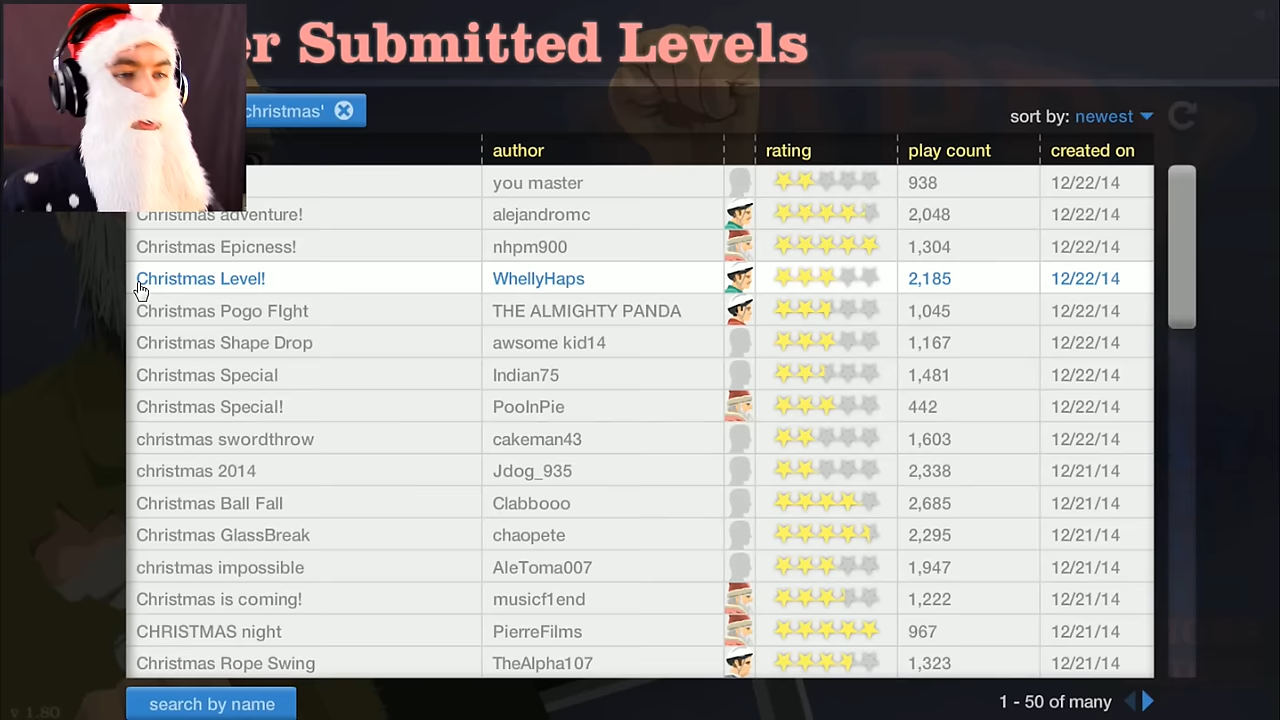 er Submitted Levels
christmas'
sort by: newest
author rating play count created on
you master 938 12/22/14
Christmas adventure! alejandromc 2,048 12/22/14
Christmas Epicness! nhpm900 1,304 12/22/14
Christmas Level! WhellyHaps 2,185 12/22/14
Christmas Pogo FIght THE ALMIGHTY PANDA 1,045 12/22/14
Christmas Shape Drop awsome kid14 1,167 12/22/14
Christmas Special Indian75 1,481 12/22/14
Christmas Special! PooInPie 442 12/22/14
christmas swordthrow cakeman43 1,603 12/22/14
christmas 2014 Jdog_935 2,338 12/21/14
Christmas Ball Fall Clabbooo 2,685 12/21/14
Christmas GlassBreak chaopete 2,295 12/21/14
christmas impossible AleToma007 1,947 12/21/14
Christmas is coming! musicf1end 1,222 12/21/14
CHRISTMAS night PierreFilms 967 12/21/14
Christmas Rope Swing TheAlpha107 1,323 12/21/14
search by name
1 - 50 of many
v 1.80